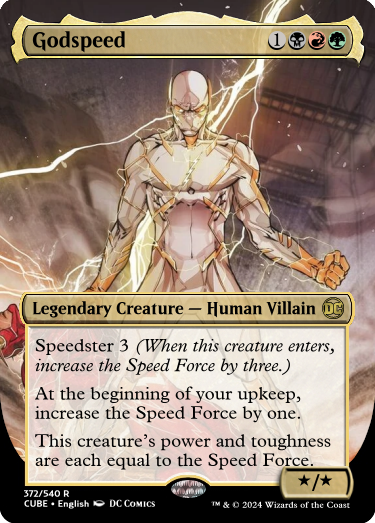 Godspeed 1
Legendary Creature — Human Villain DC
Speedster 3 (When this creature enters,
increase the Speed Force by three.)
At the beginning of your upkeep,
increase the Speed Force by one.
This creature's power and toughness
are each equal to the Speed Force.
★/★
372/540 R
CUBE • English DC COMICS
™ & © 2024 Wizards of the Coast